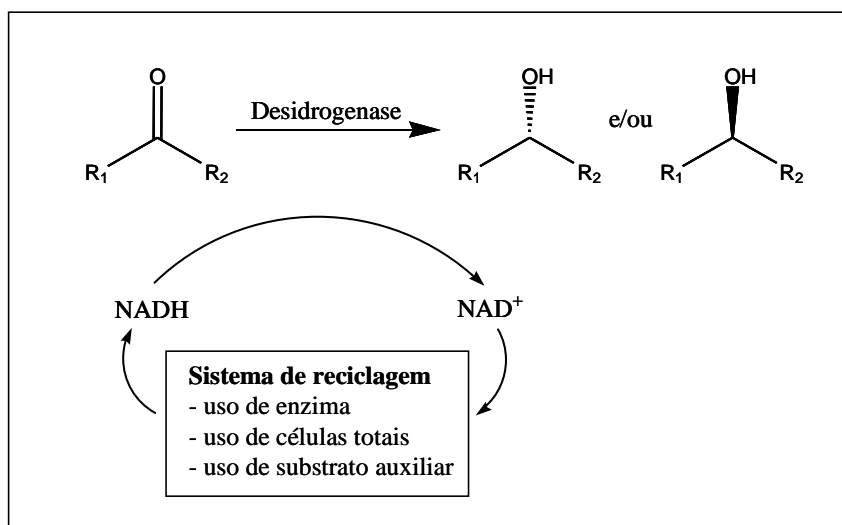 O
R₁ R₂
Desidrogenase
OH
R₁ R₂
e/ou
OH
R₁ R₂
NADH
NAD⁺
Sistema de reciclagem
- uso de enzima
- uso de células totais
- uso de substrato auxiliar